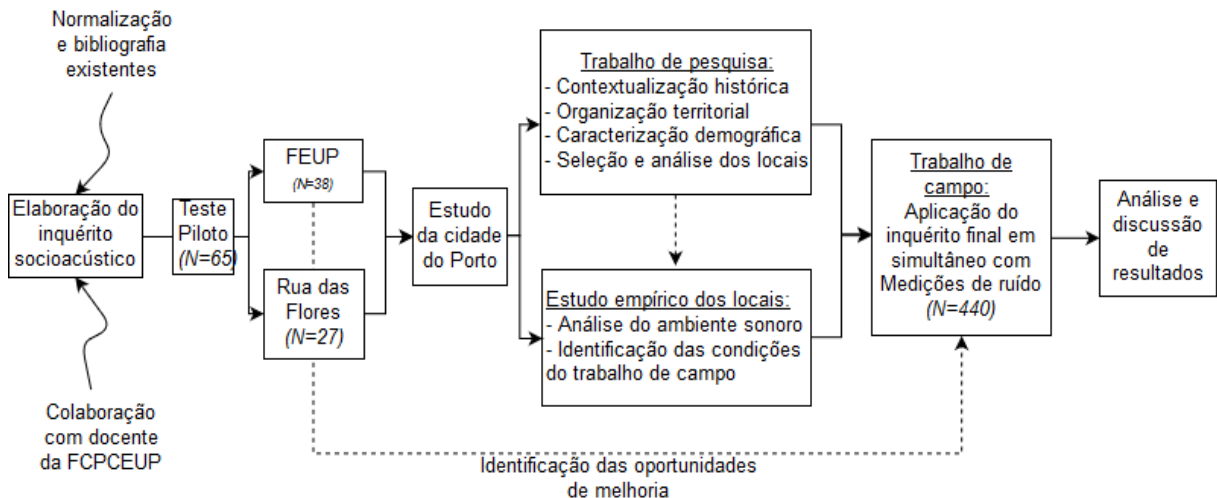 Normalização
e bibliografia
existentes
Elaboração do
inquérito
socioacústico
Colaboração
com docente
da FCPCEUP
Teste
Piloto
(N=65)
FEUP
(N=38)
Rua das
Flores
(N=27)
Estudo
da cidade
do Porto
Trabalho de pesquisa:
- Contextualização histórica
- Organização territorial
- Caracterização demográfica
- Seleção e análise dos locais
Estudo empírico dos locais:
- Análise do ambiente sonoro
- Identificação das condições
do trabalho de campo
Trabalho de
campo:
Aplicação do
inquérito final em
simultâneo com
Medições de ruído
(N=440)
Análise e
discussão
de
resultados
Identificação das oportunidades
de melhoria